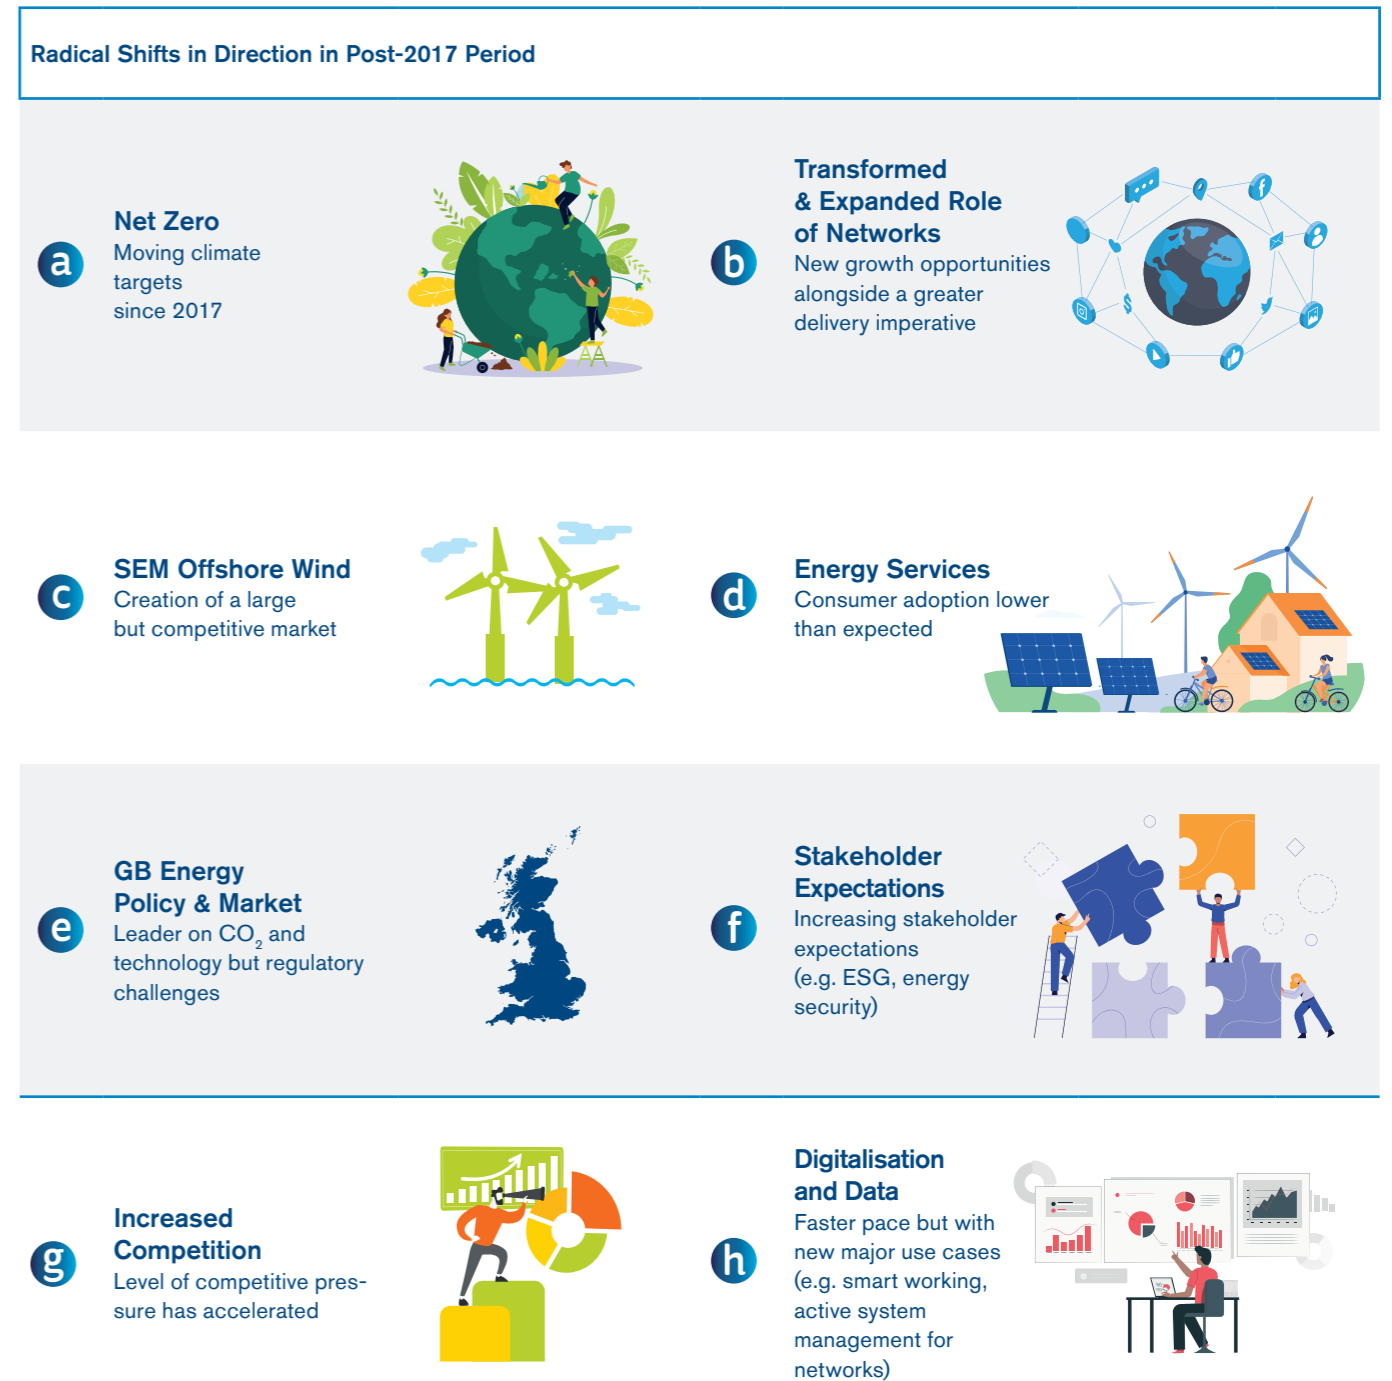 Radical Shifts in Direction in Post-2017 Period
a
Net Zero
Moving climate
targets
since 2017
b
Transformed
& Expanded Role
of Networks
New growth opportunities
alongside a greater
delivery imperative
c
SEM Offshore Wind
Creation of a large
but competitive market
d
Energy Services
Consumer adoption lower
than expected
e
GB Energy
Policy & Market
Leader on CO₂ and
technology but regulatory
challenges
f
Stakeholder
Expectations
Increasing stakeholder
expectations
(e.g. ESG, energy
security)
g
Increased
Competition
Level of competitive pres-
sure has accelerated
h
Digitalisation
and Data
Faster pace but with
new major use cases
(e.g. smart working,
active system
management for
networks)